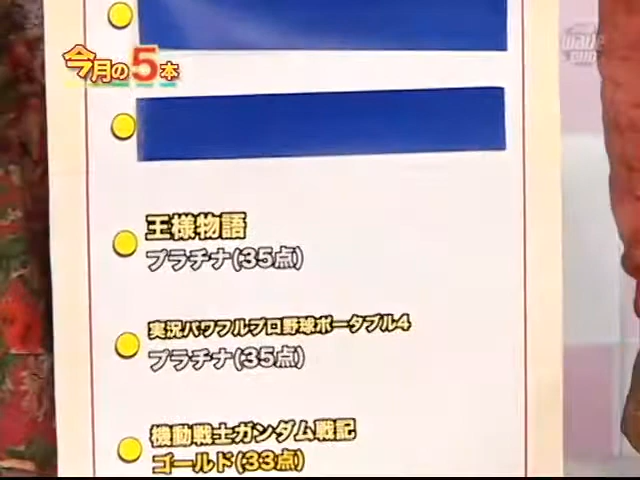 今月の5本
王様物語
プラチナ(35点)
実況パワフルプロ野球ポータブル4
プラチナ(35点)
機動戦士ガンダム戦記
ゴールド(33点)